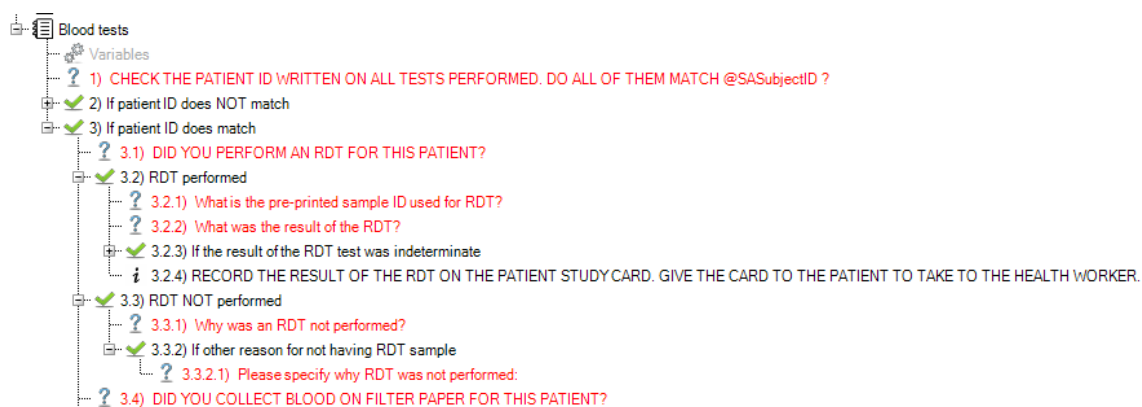 Blood tests
Variables
1) CHECK THE PATIENT ID WRITTEN ON ALL TESTS PERFORMED. DO ALL OF THEM MATCH @SASubjectID ?
2) If patient ID does NOT match
3) If patient ID does match
3.1) DID YOU PERFORM AN RDT FOR THIS PATIENT?
3.2) RDT performed
3.2.1) What is the pre-printed sample ID used for RDT?
3.2.2) What was the result of the RDT?
3.2.3) If the result of the RDT test was indeterminate
3.2.4) RECORD THE RESULT OF THE RDT ON THE PATIENT STUDY CARD. GIVE THE CARD TO THE PATIENT TO TAKE TO THE HEALTH WORKER.
3.3) RDT NOT performed
3.3.1) Why was an RDT not performed?
3.3.2) If other reason for not having RDT sample
3.3.2.1) Please specify why RDT was not performed:
3.4) DID YOU COLLECT BLOOD ON FILTER PAPER FOR THIS PATIENT?